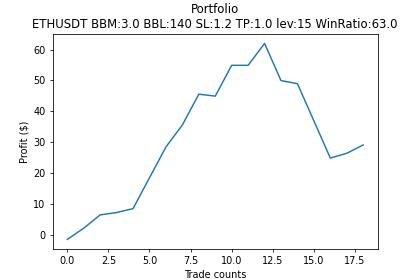 Portfolio
ETHUSDT BBM:3.0 BBL:140 SL:1.2 TP:1.0 lev:15 WinRatio:63.0
60
50
40
30
20
10
0
Profit ($)
0.0 2.5 5.0 7.5 10.0 12.5 15.0 17.5
Trade counts